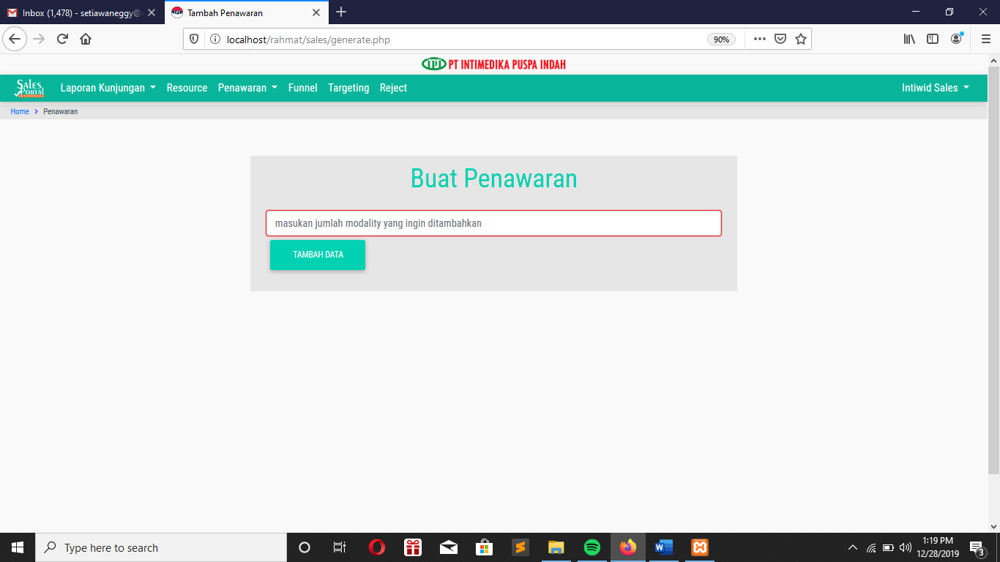 Inbox (1,478) - setiawaneggy@
Tambah Penawaran
localhost/rahmat/sales/generate.php
90%
IPI PT INTIMEDIKA PUSPA INDAH
SALES PORTAL
Laporan Kunjungan Resource Penawaran Funnel Targeting Reject Intiwid Sales
Home > Penawaran
Buat Penawaran
masukan jumlah modality yang ingin ditambahkan
TAMBAH DATA
Type here to search
1:19 PM
12/28/2019
3